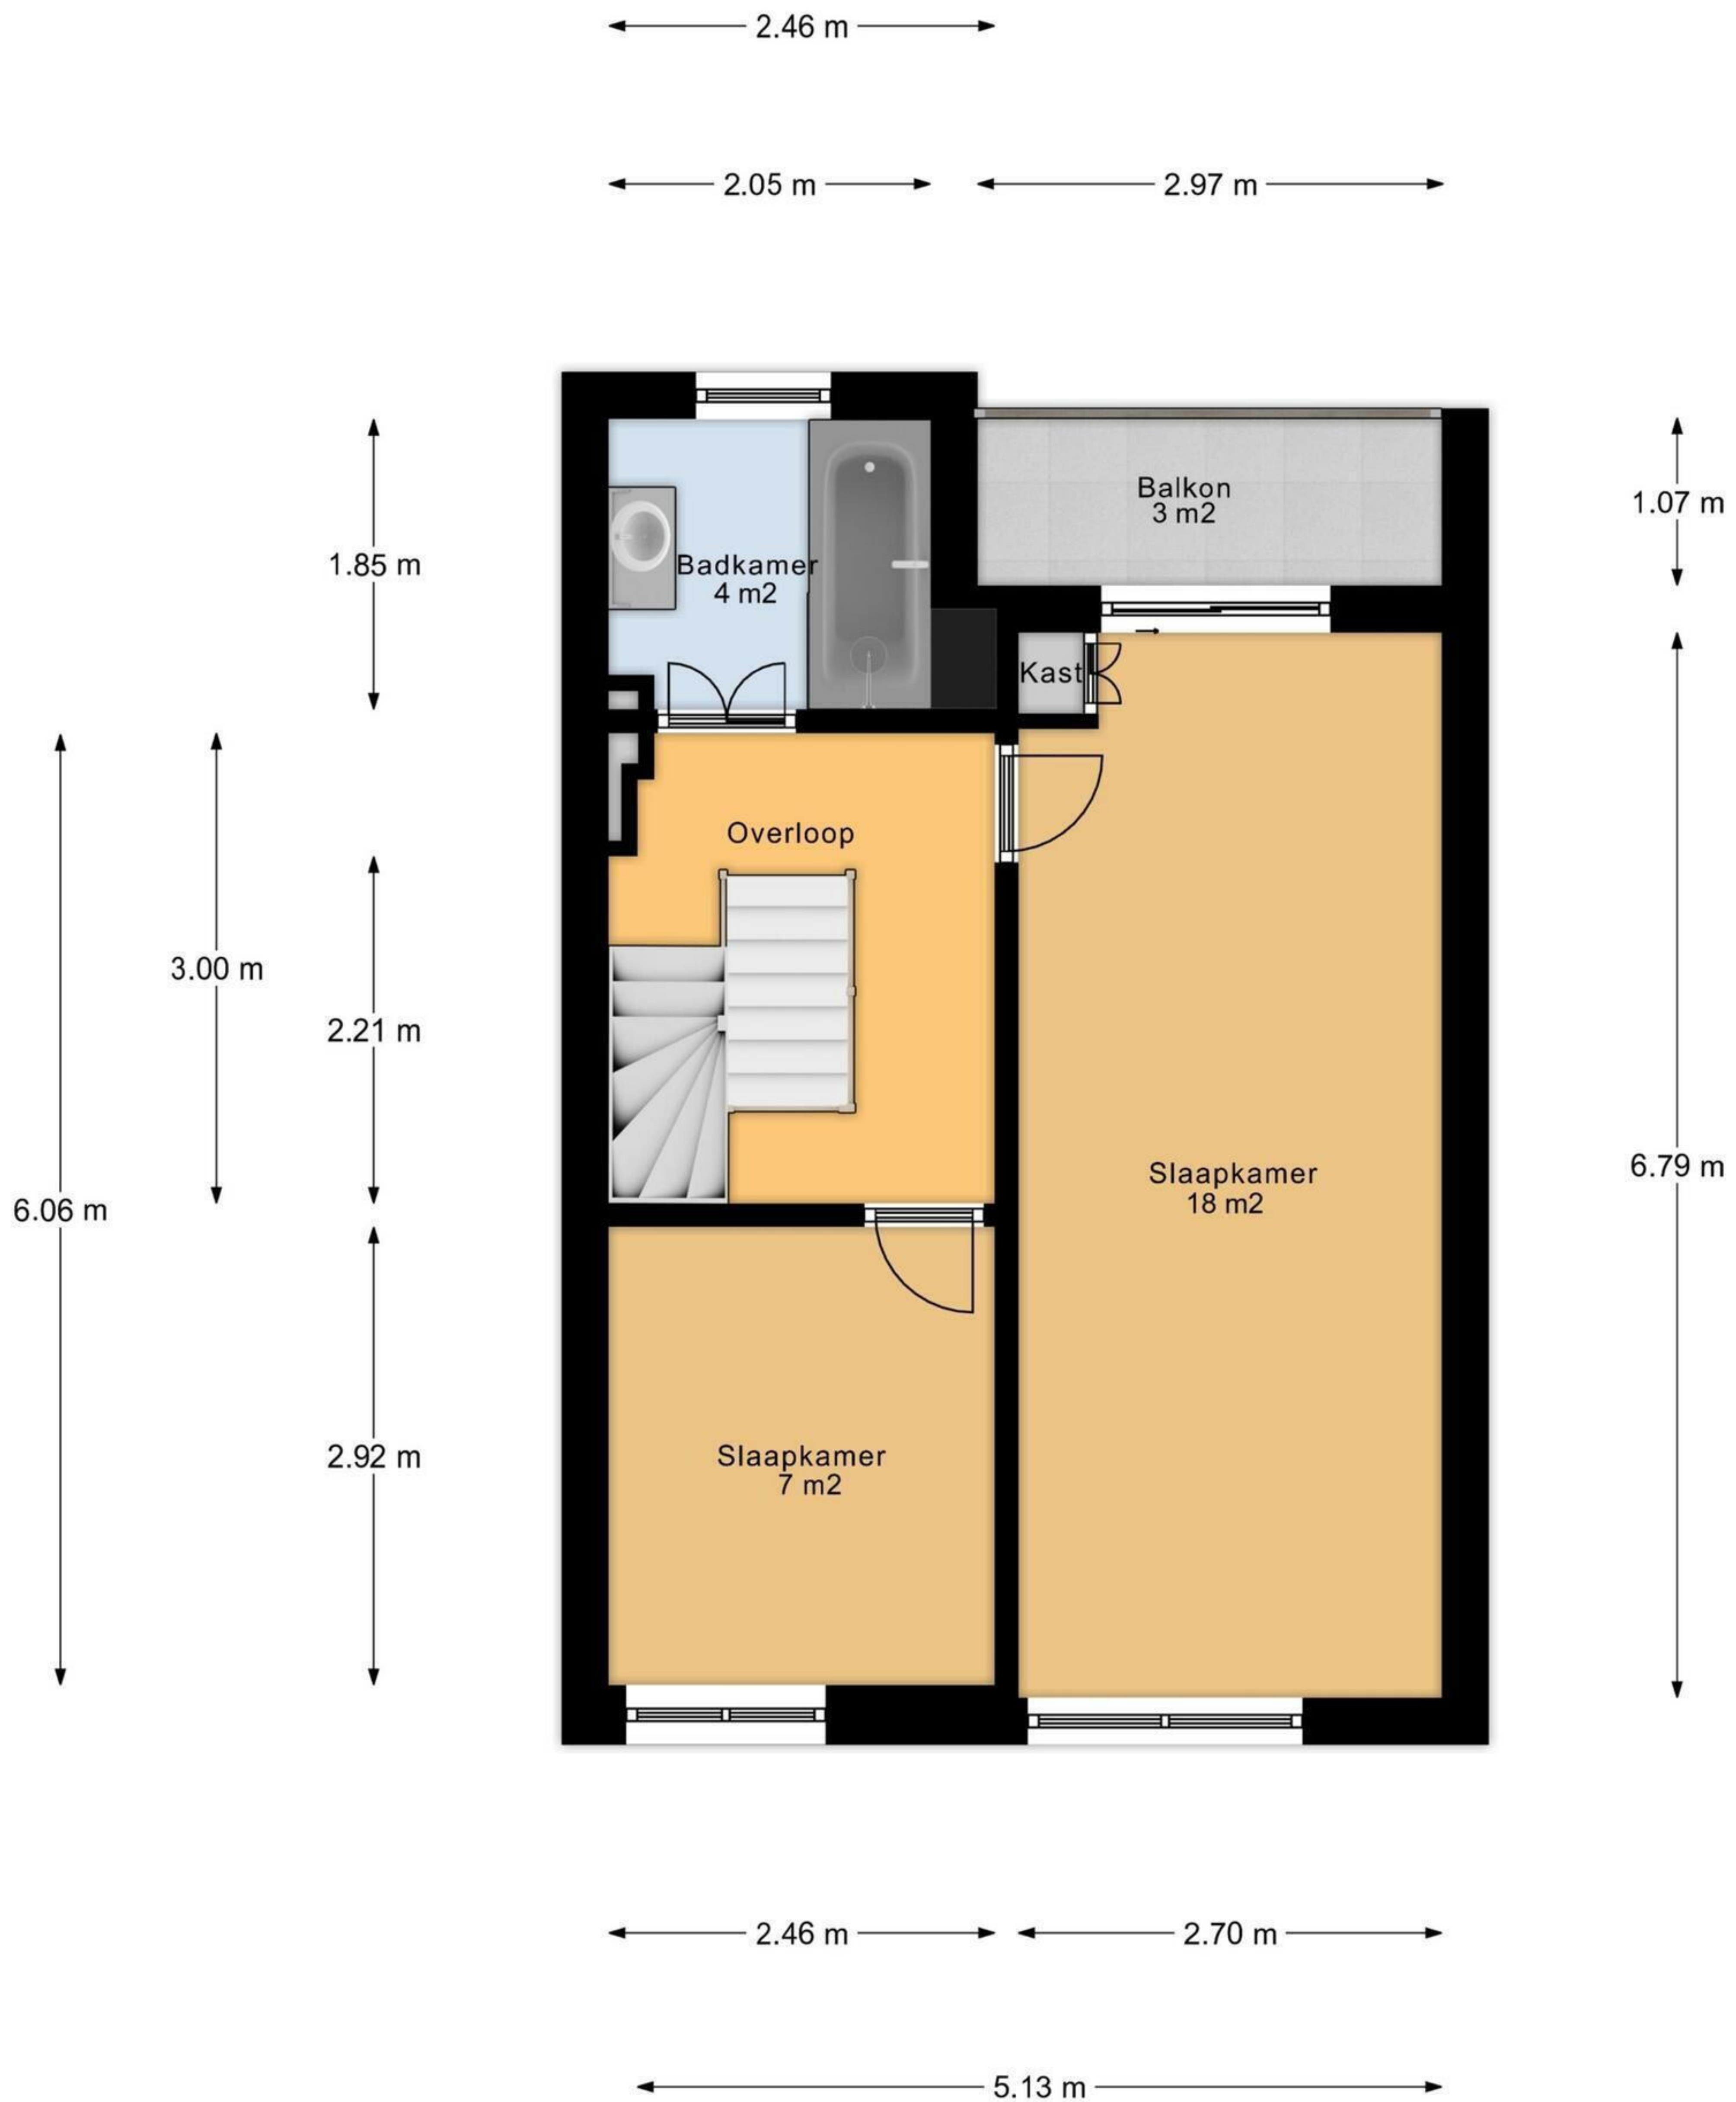 2.46 m
2.05 m
2.97 m
Balkon
3 m2
1.07 m
1.85 m
Badkamer
4 m2
Kast
Overloop
3.00 m
2.21 m
6.06 m
Slaapkamer
18 m2
6.79 m
2.92 m
Slaapkamer
7 m2
2.46 m
2.70 m
5.13 m